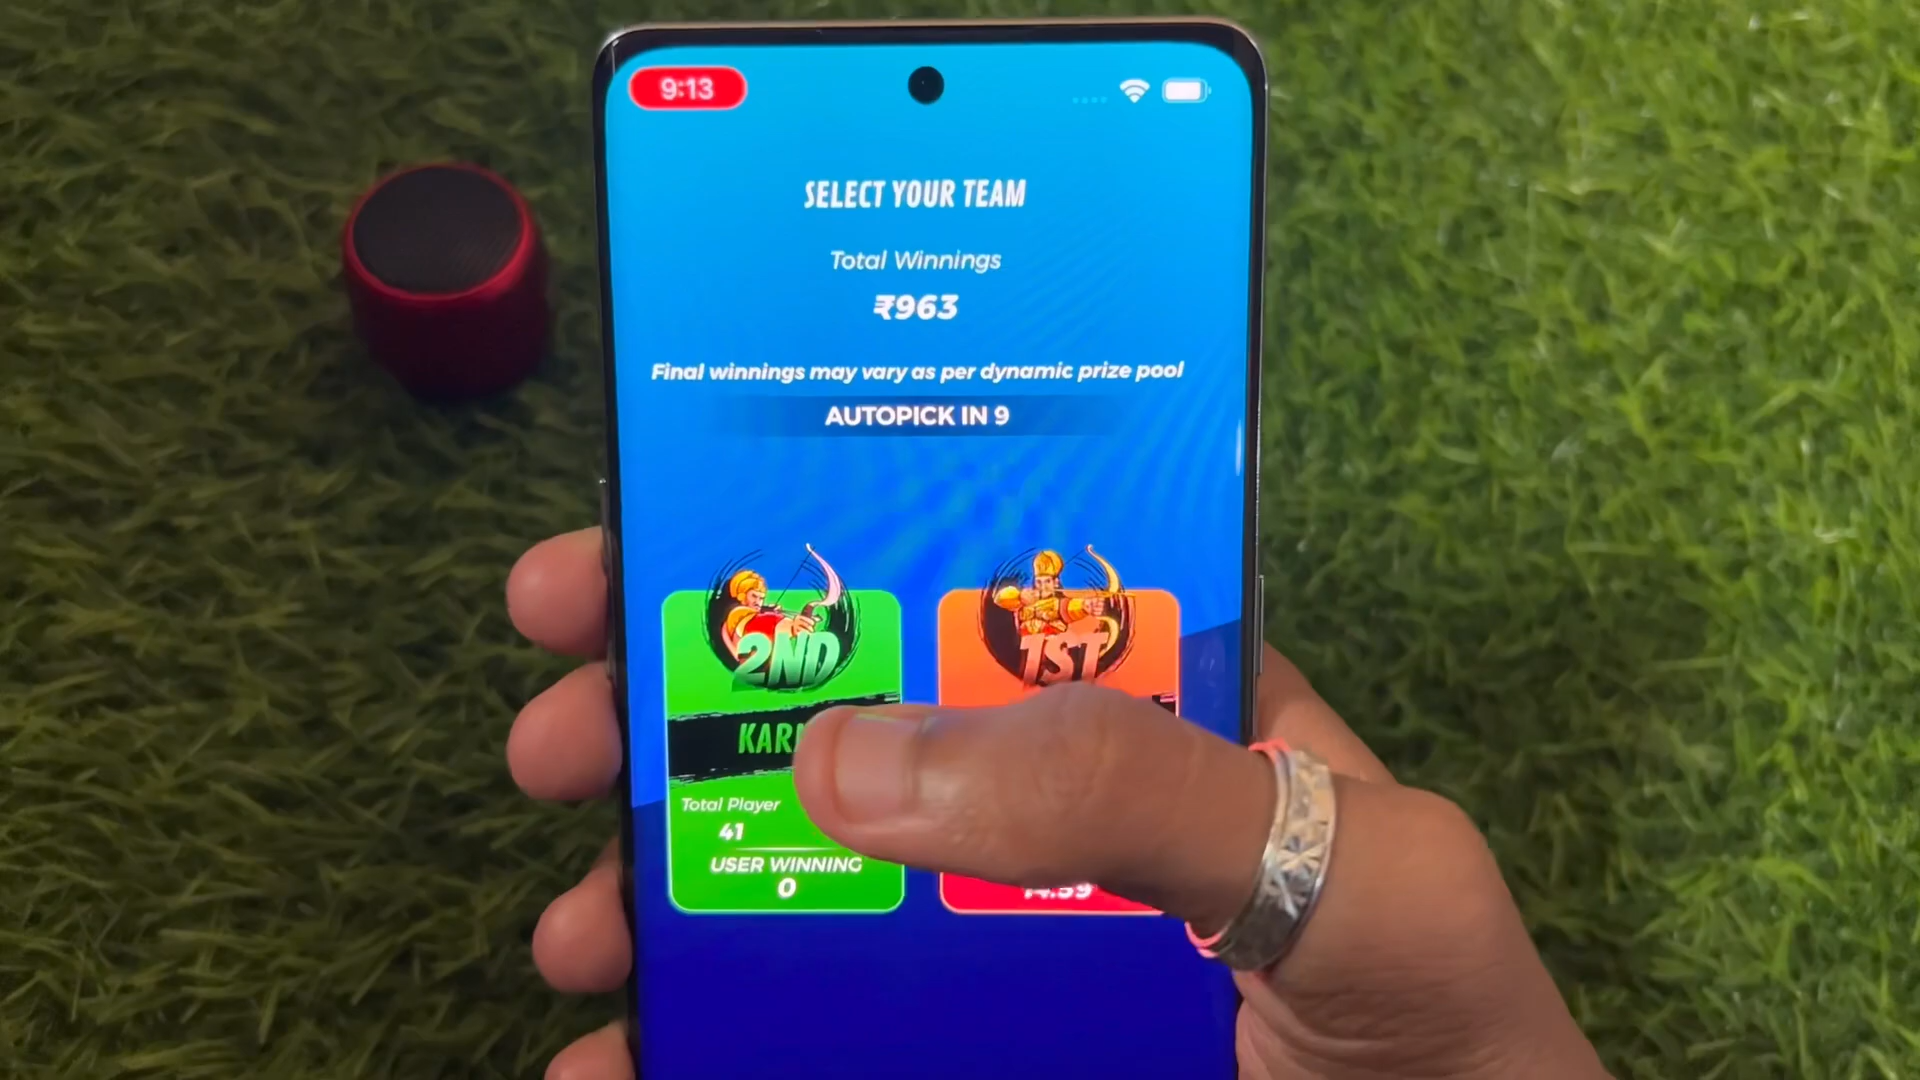 9:13
SELECT YOUR TEAM
Total Winnings
₹963
Final winnings may vary as per dynamic prize pool
AUTOPICK IN 9
2ND
1ST
Total Player
41
USER WINNING
0